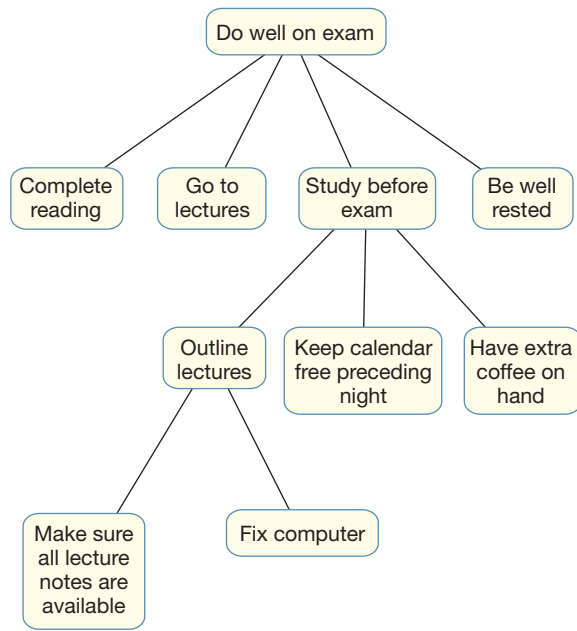 Do well on exam
Complete
reading
Go to
lectures
Study before
exam
Be well
rested
Outline
lectures
Keep calendar
free preceding
night
Have extra
coffee on
hand
Make sure
all lecture
notes are
available
Fix computer